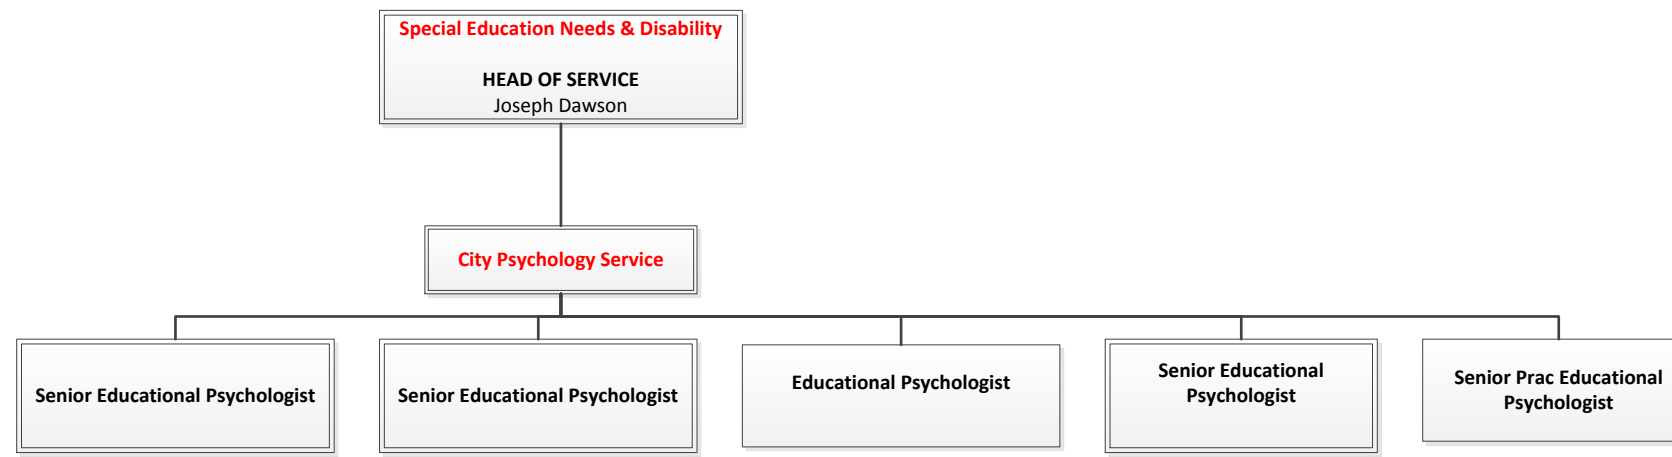 Special Education Needs & Disability
HEAD OF SERVICE
Joseph Dawson
City Psychology Service
Senior Educational Psychologist
Senior Educational Psychologist
Educational Psychologist
Senior Educational
Psychologist
Senior Prac Educational
Psychologist